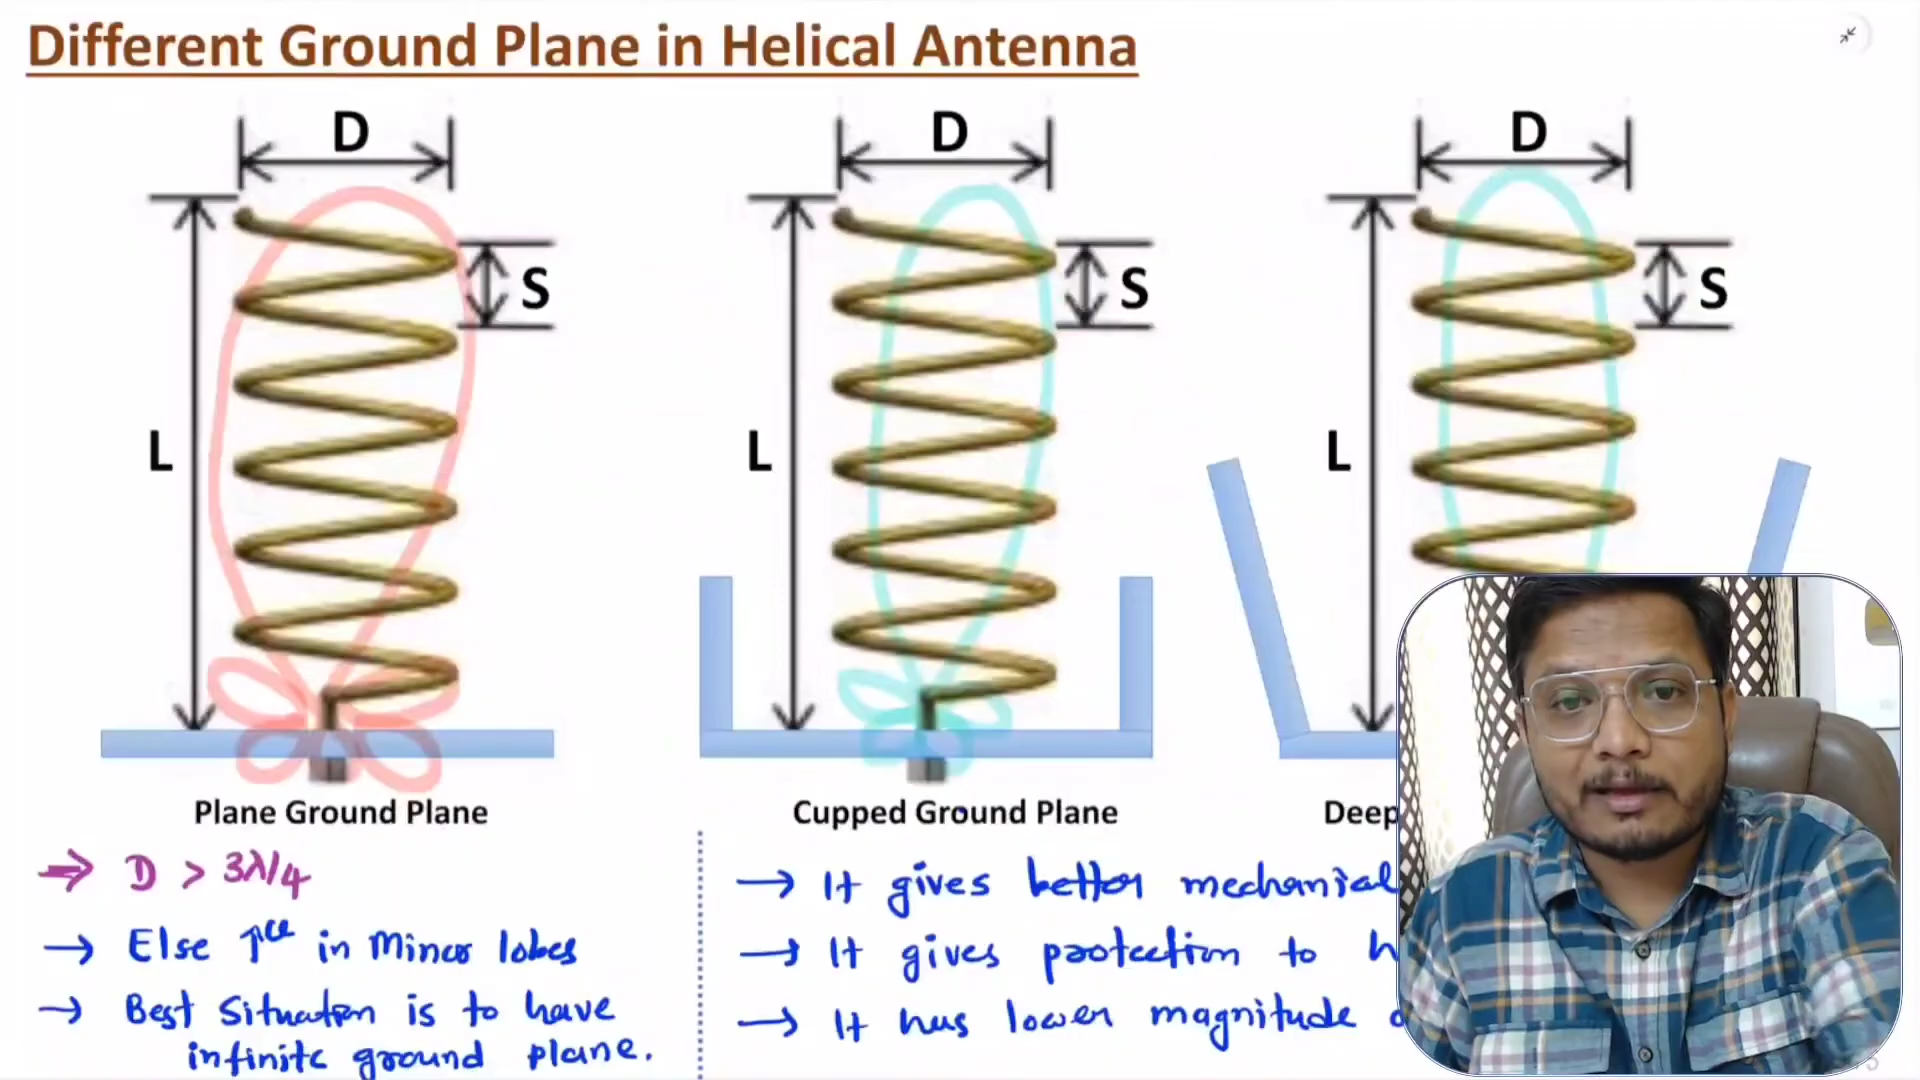 Different Ground Plane in Helical Antenna
D
D
D
S
S
S
L
L
L
Plane Ground Plane
Cupped Ground Plane
Deep
→ D > 3λ/4
→ Else ↑ce in Minor lobes
→ Best Situation is to have
infinite ground plane.
→ It gives better mechanical
→ It gives protection to h
→ It has lower magnitude